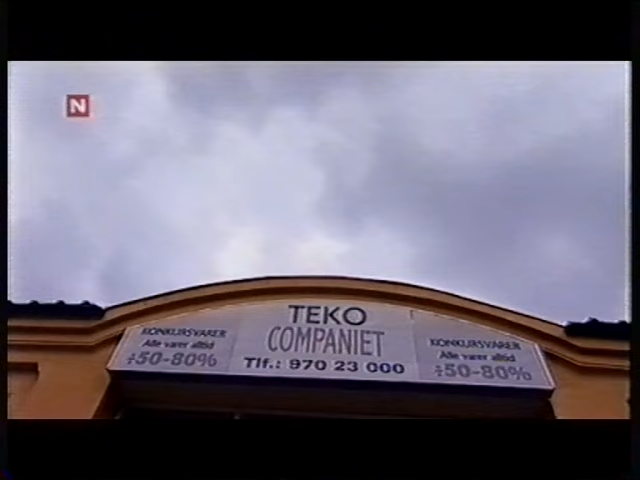 N
TEKO
COMPANIET
Tlf.: 970 23 000
KONKURSVARER
Alle varer alltid
÷50-80%
KONKURSVARER
Alle varer alltid
÷50-80%